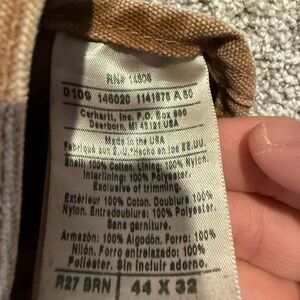 RN# 14806
0109 146020 1141675 A 50
Carhartt, Inc. P.O. Box 600
Dearborn, MI 48121 USA
Made in the USA
Fabrique aux É.-U.*Hecho en los EE.UU.
Shell: 100% Cotton. Lining: 100% Nylon.
Interlining: 100% Polyester.
Exclusive of trimming.
Extérieur 100% Coton. Doublure 100%
Nylon. Entredoublure: 100% Polyester.
Sans garniture.
Armazón: 100% Algodón. Forro: 100%
Nilón. Forro entrelazado: 100%
Poliéster. Sin incluir adorno.
R27 BRN 44 X 32